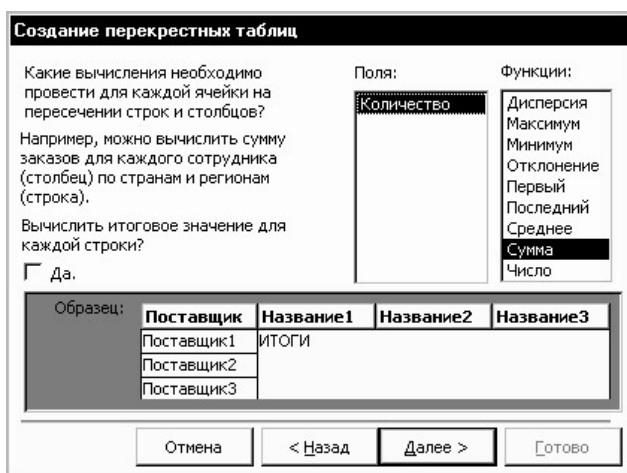 Создание перекрестных таблиц
Какие вычисления необходимо
провести для каждой ячейки на
пересечении строк и столбцов?
Например, можно вычислить сумму
заказов для каждого сотрудника
(столбец) по странам и регионам
(строка).
Вычислить итоговое значение для
каждой строки?
Да.
Поля:
Количество
Функции:
Дисперсия
Максимум
Минимум
Отклонение
Первый
Последний
Среднее
Сумма
Число
Образец:
Поставщик Название1 Название2 Название3
Поставщик1 ИТОГИ
Поставщик2
Поставщик3
Отмена < Назад Далее > Готово